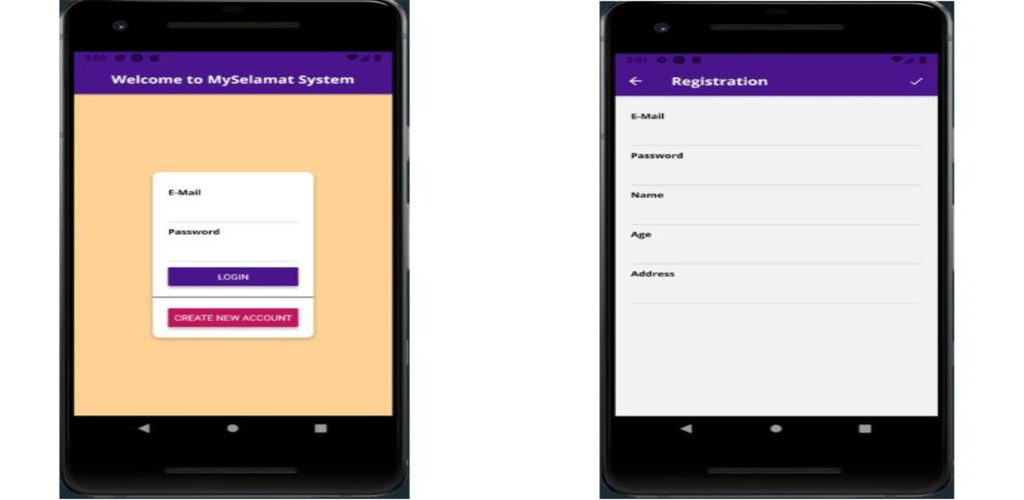 3:00
Welcome to MySelamat System
E-Mail
Password
LOGIN
CREATE NEW ACCOUNT
3:01
Registration
E-Mail
Password
Name
Age
Address